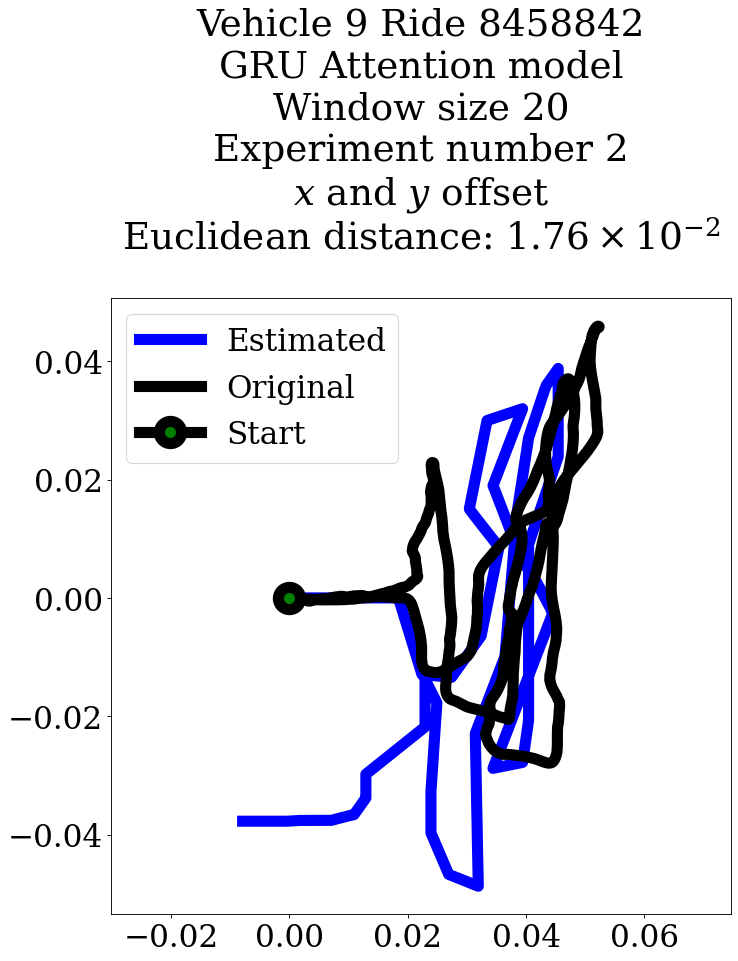 Vehicle 9 Ride 8458842
GRU Attention model
Window size 20
Experiment number 2
x and y offset
Euclidean distance: 1.76 × 10⁻²
Estimated
Original
Start
0.04
0.02
0.00
−0.02
−0.04
−0.02 0.00 0.02 0.04 0.06